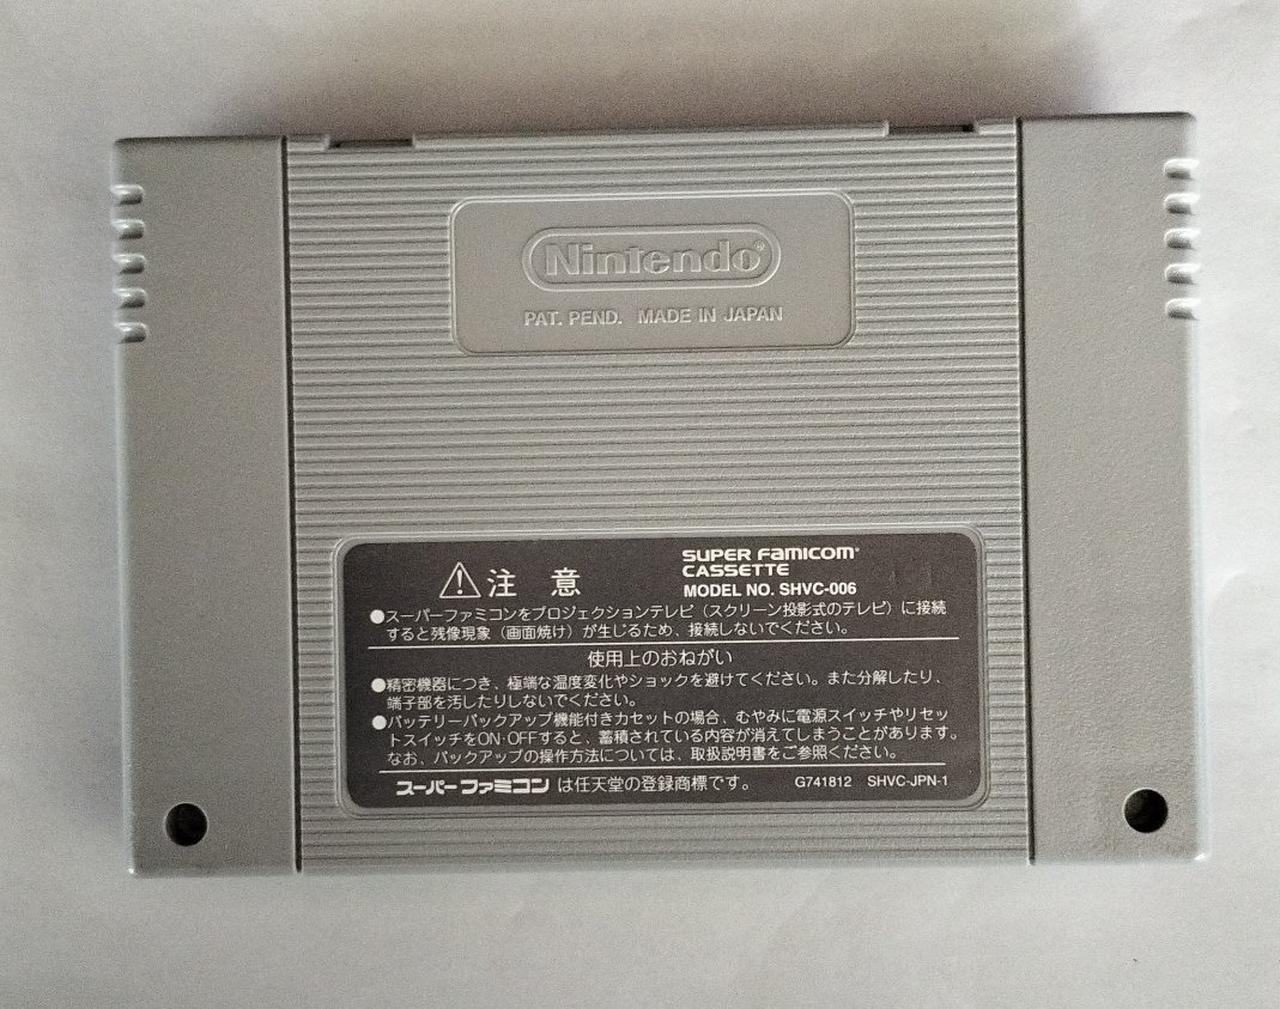 Nintendo®
PAT. PEND. MADE IN JAPAN
注 意
SUPER FAMICOM®
CASSETTE
MODEL NO. SHVC-006
●スーパーファミコンをプロジェクションテレビ（スクリーン投影式のテレビ）に接続
すると残像現象（画面焼け）が生じるため、接続しないでください。
使用上のおねがい
●精密機器につき、極端な温度変化やショックを避けてください。また分解したり、
端子部を汚したりしないでください。
●バッテリーバックアップ機能付きカセットの場合、むやみに電源スイッチやリセッ
トスイッチをON·OFFすると、蓄積されている内容が消えてしまうことがあります。
なお、バックアップの操作方法については、取扱説明書をご参照ください。
スーパーファミコン は任天堂の登録商標です。 G741812 SHVC-JPN-1